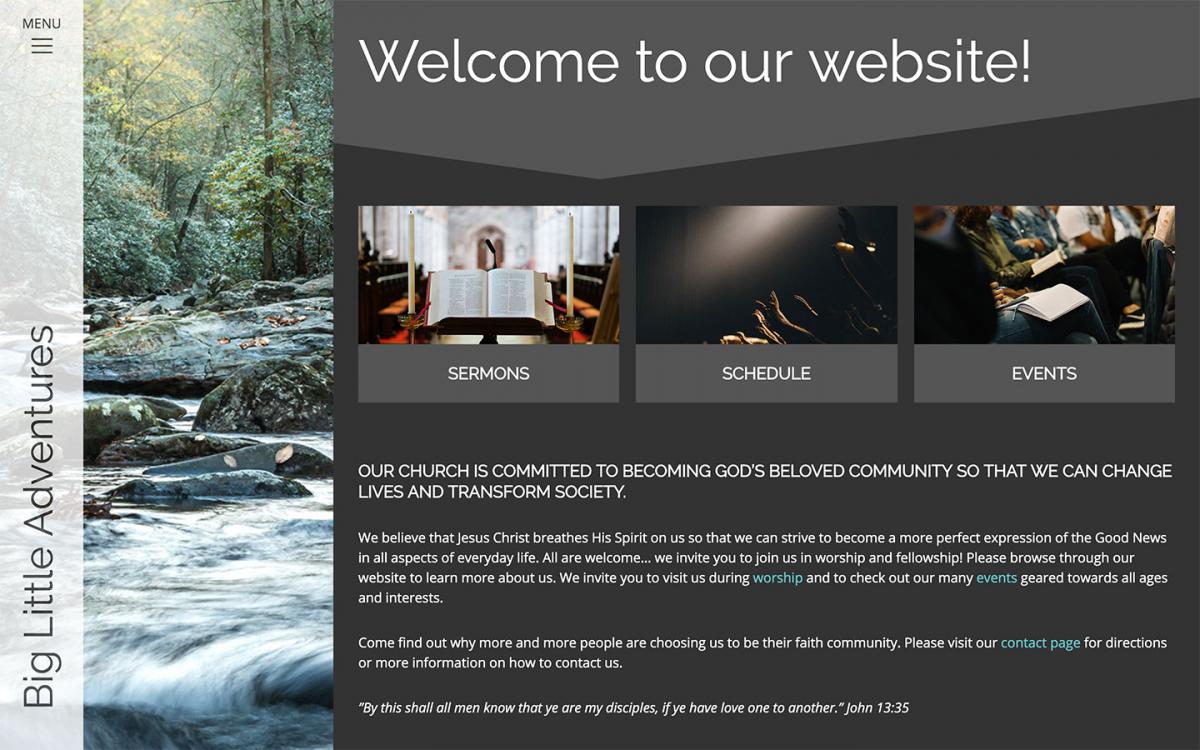 MENU
Big Little Adventures
Welcome to our website!
SERMONS
SCHEDULE
EVENTS
OUR CHURCH IS COMMITTED TO BECOMING GOD'S BELOVED COMMUNITY SO THAT WE CAN CHANGE
LIVES AND TRANSFORM SOCIETY.
We believe that Jesus Christ breathes His Spirit on us so that we can strive to become a more perfect expression of the Good News
in all aspects of everyday life. All are welcome... we invite you to join us in worship and fellowship! Please browse through our
website to learn more about us. We invite you to visit us during worship and to check out our many events geared towards all ages
and interests.
Come find out why more and more people are choosing us to be their faith community. Please visit our contact page for directions
or more information on how to contact us.
"By this shall all men know that ye are my disciples, if ye have love one to another." John 13:35